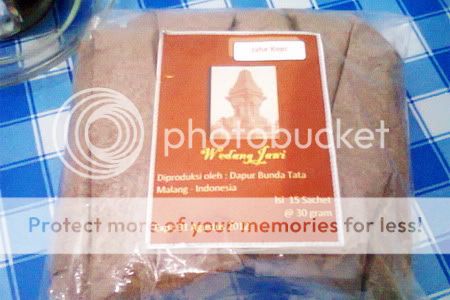 Jahe Kopi
photobucket
Wedang Jawi
Diproduksi oleh : Dapur Bunda Tata
Malang - Indonesia
Isi 15 Sachet
@ 30 gram
Protect more of your memories for less!
Agustus